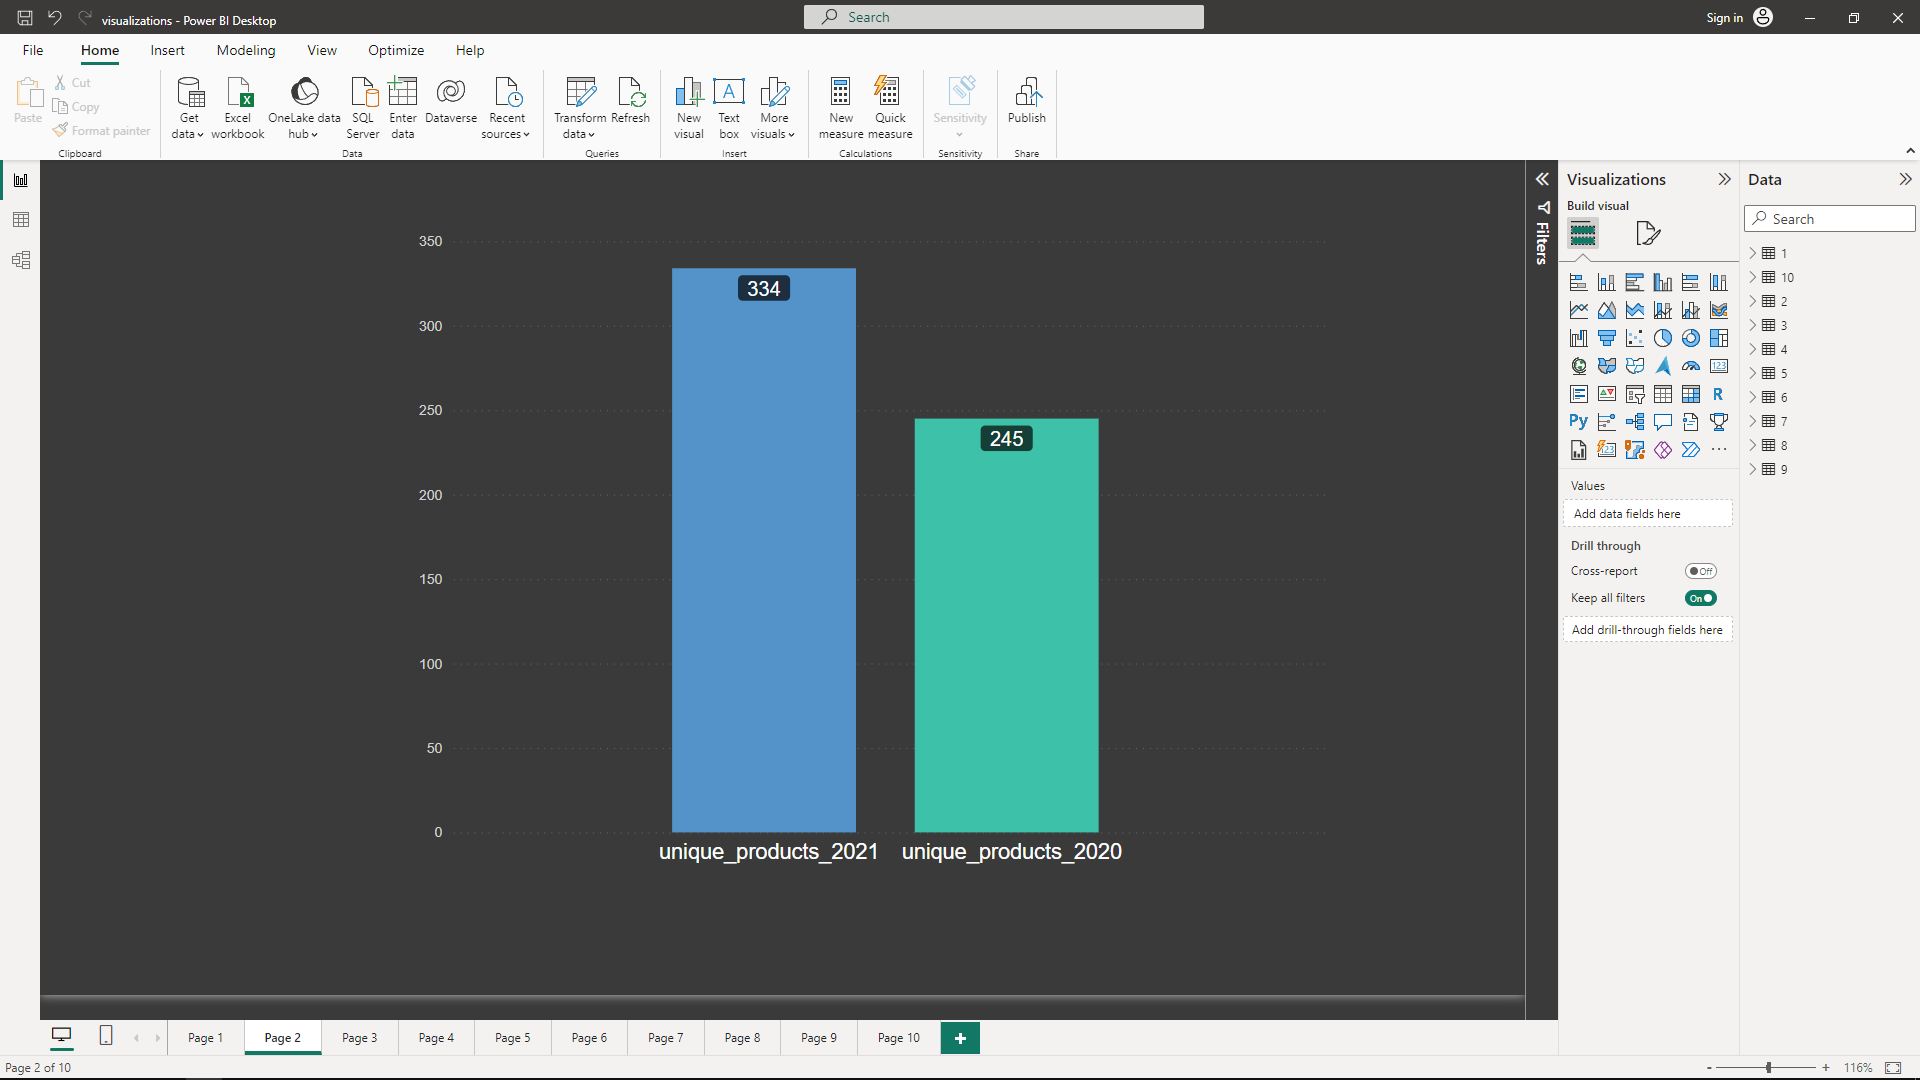 visualizations - Power BI Desktop
Search
Sign in
File
Home
Insert
Modeling
View
Optimize
Help
Paste
Cut
Copy
Format painter
Clipboard
Get data
Excel workbook
OneLake data hub
SQL Server
Enter data
Dataverse
Recent sources
Data
Transform data
Refresh
Queries
New visual
Text box
More visuals
Insert
New measure
Quick measure
Calculations
Sensitivity
Sensitivity
Publish
Share
350
300
250
200
150
100
50
0
334
245
unique_products_2021
unique_products_2020
Filters
Visualizations
Build visual
123
R
Py
123
Values
Add data fields here
Drill through
Cross-report
Off
Keep all filters
On
Add drill-through fields here
Data
Search
1
10
2
3
4
5
6
7
8
9
Page 1
Page 2
Page 3
Page 4
Page 5
Page 6
Page 7
Page 8
Page 9
Page 10
Page 2 of 10
116%